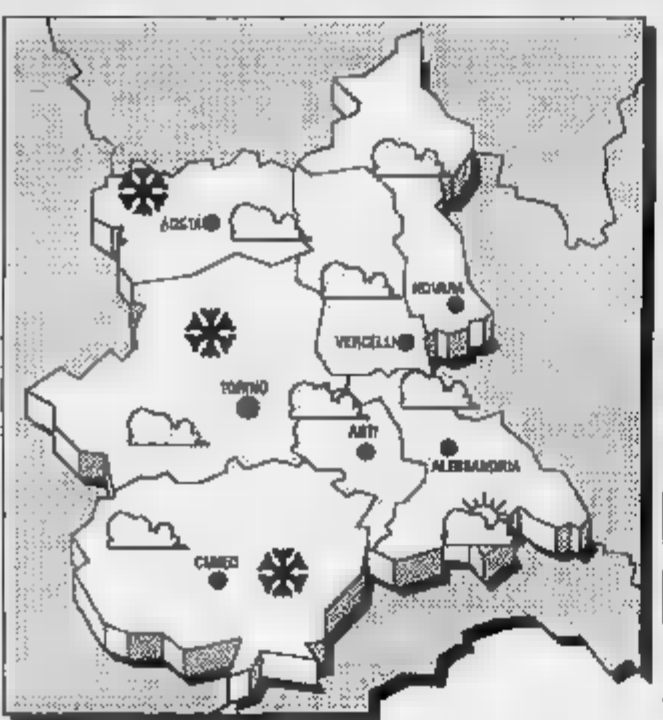 AOSTA
NOVARA
VERCELLI
TORINO
ASTI
ALESSANDRIA
CUNEO